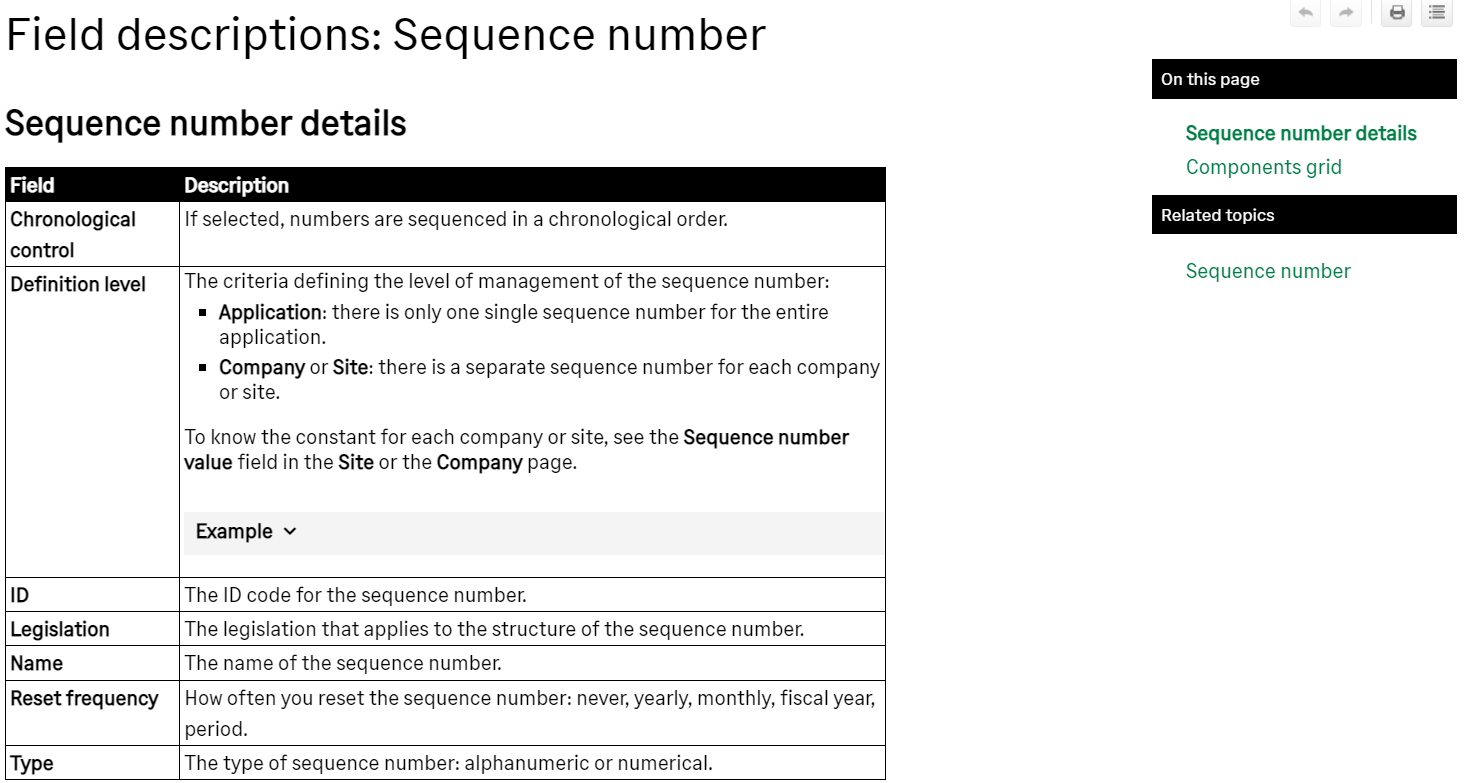 Field descriptions: Sequence number
Sequence number details
Field Description
Chronological
control
If selected, numbers are sequenced in a chronological order.
Definition level
The criteria defining the level of management of the sequence number:
Application: there is only one single sequence number for the entire
application.
Company or Site: there is a separate sequence number for each company
or site.
To know the constant for each company or site, see the Sequence number
value field in the Site or the Company page.
Example
ID The ID code for the sequence number.
Legislation The legislation that applies to the structure of the sequence number.
Name The name of the sequence number.
Reset frequency How often you reset the sequence number: never, yearly, monthly, fiscal year,
period.
Type The type of sequence number: alphanumeric or numerical.
On this page
Sequence number details
Components grid
Related topics
Sequence number